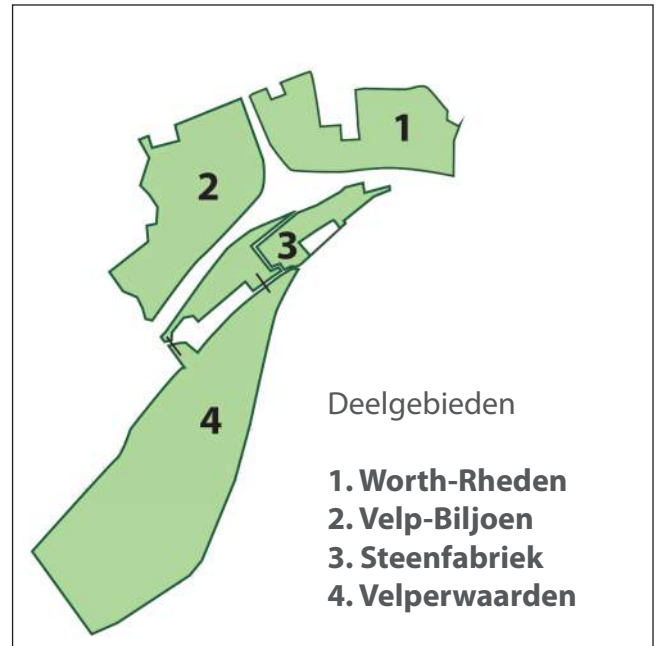 1
2
3
4
Deelgebieden
1. Worth-Rheden
2. Velp-Biljoen
3. Steenfabriek
4. Velperwaarden